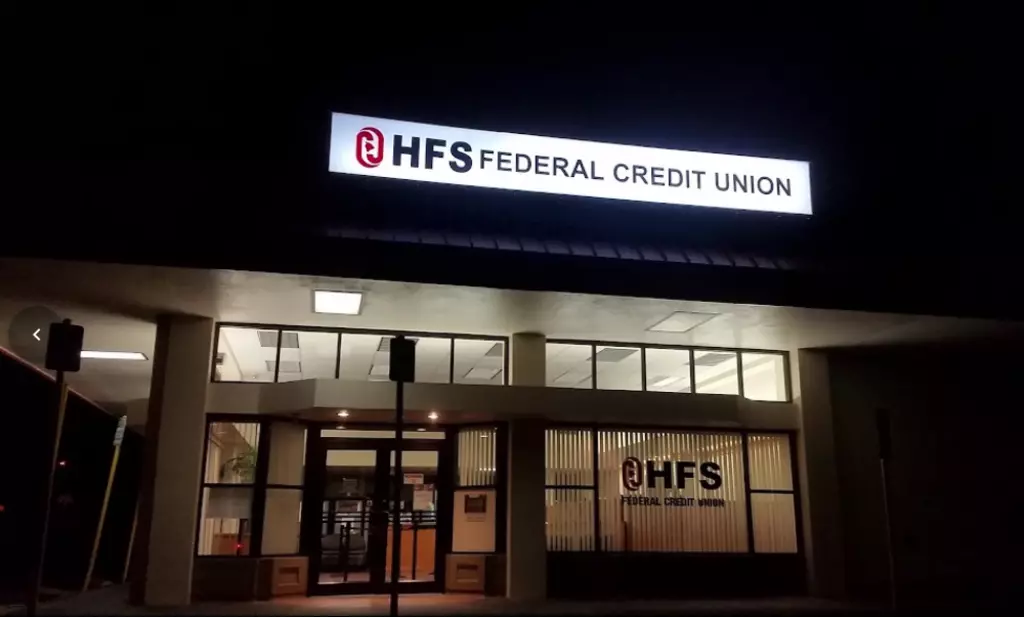 HFS FEDERAL CREDIT UNION
HFS
FEDERAL CREDIT UNION